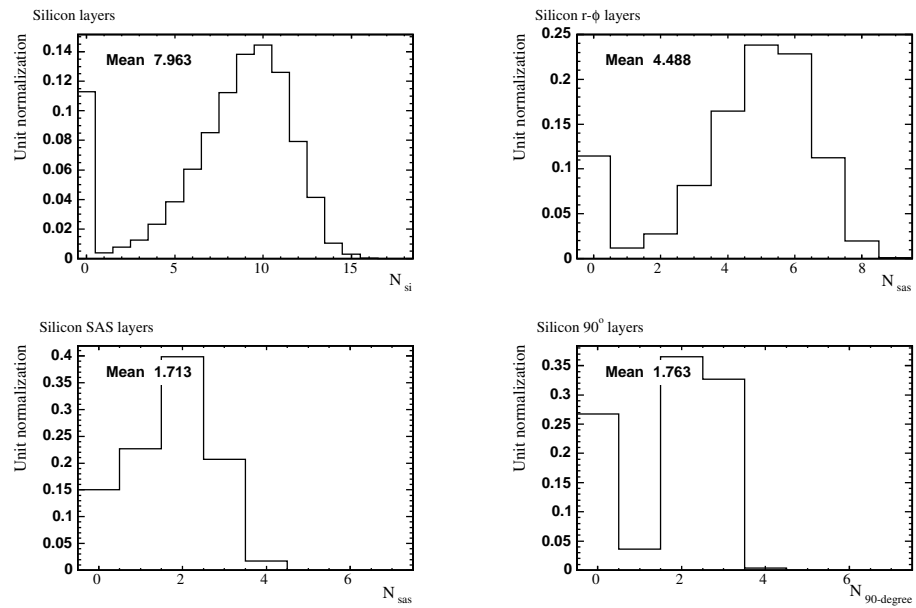 Silicon layers
Unit normalization
0.14
0.12
0.1
0.08
0.06
0.04
0.02
0
Mean 7.963
0 5 10 15
N si
Silicon r-ϕ layers
Unit normalization
0.25
0.2
0.15
0.1
0.05
0
Mean 4.488
0 2 4 6 8
N sas
Silicon SAS layers
Unit normalization
0.4
0.35
0.3
0.25
0.2
0.15
0.1
0.05
0
Mean 1.713
0 2 4 6
N sas
Silicon 90° layers
Unit normalization
0.35
0.3
0.25
0.2
0.15
0.1
0.05
0
Mean 1.763
0 2 4 6
N 90-degree